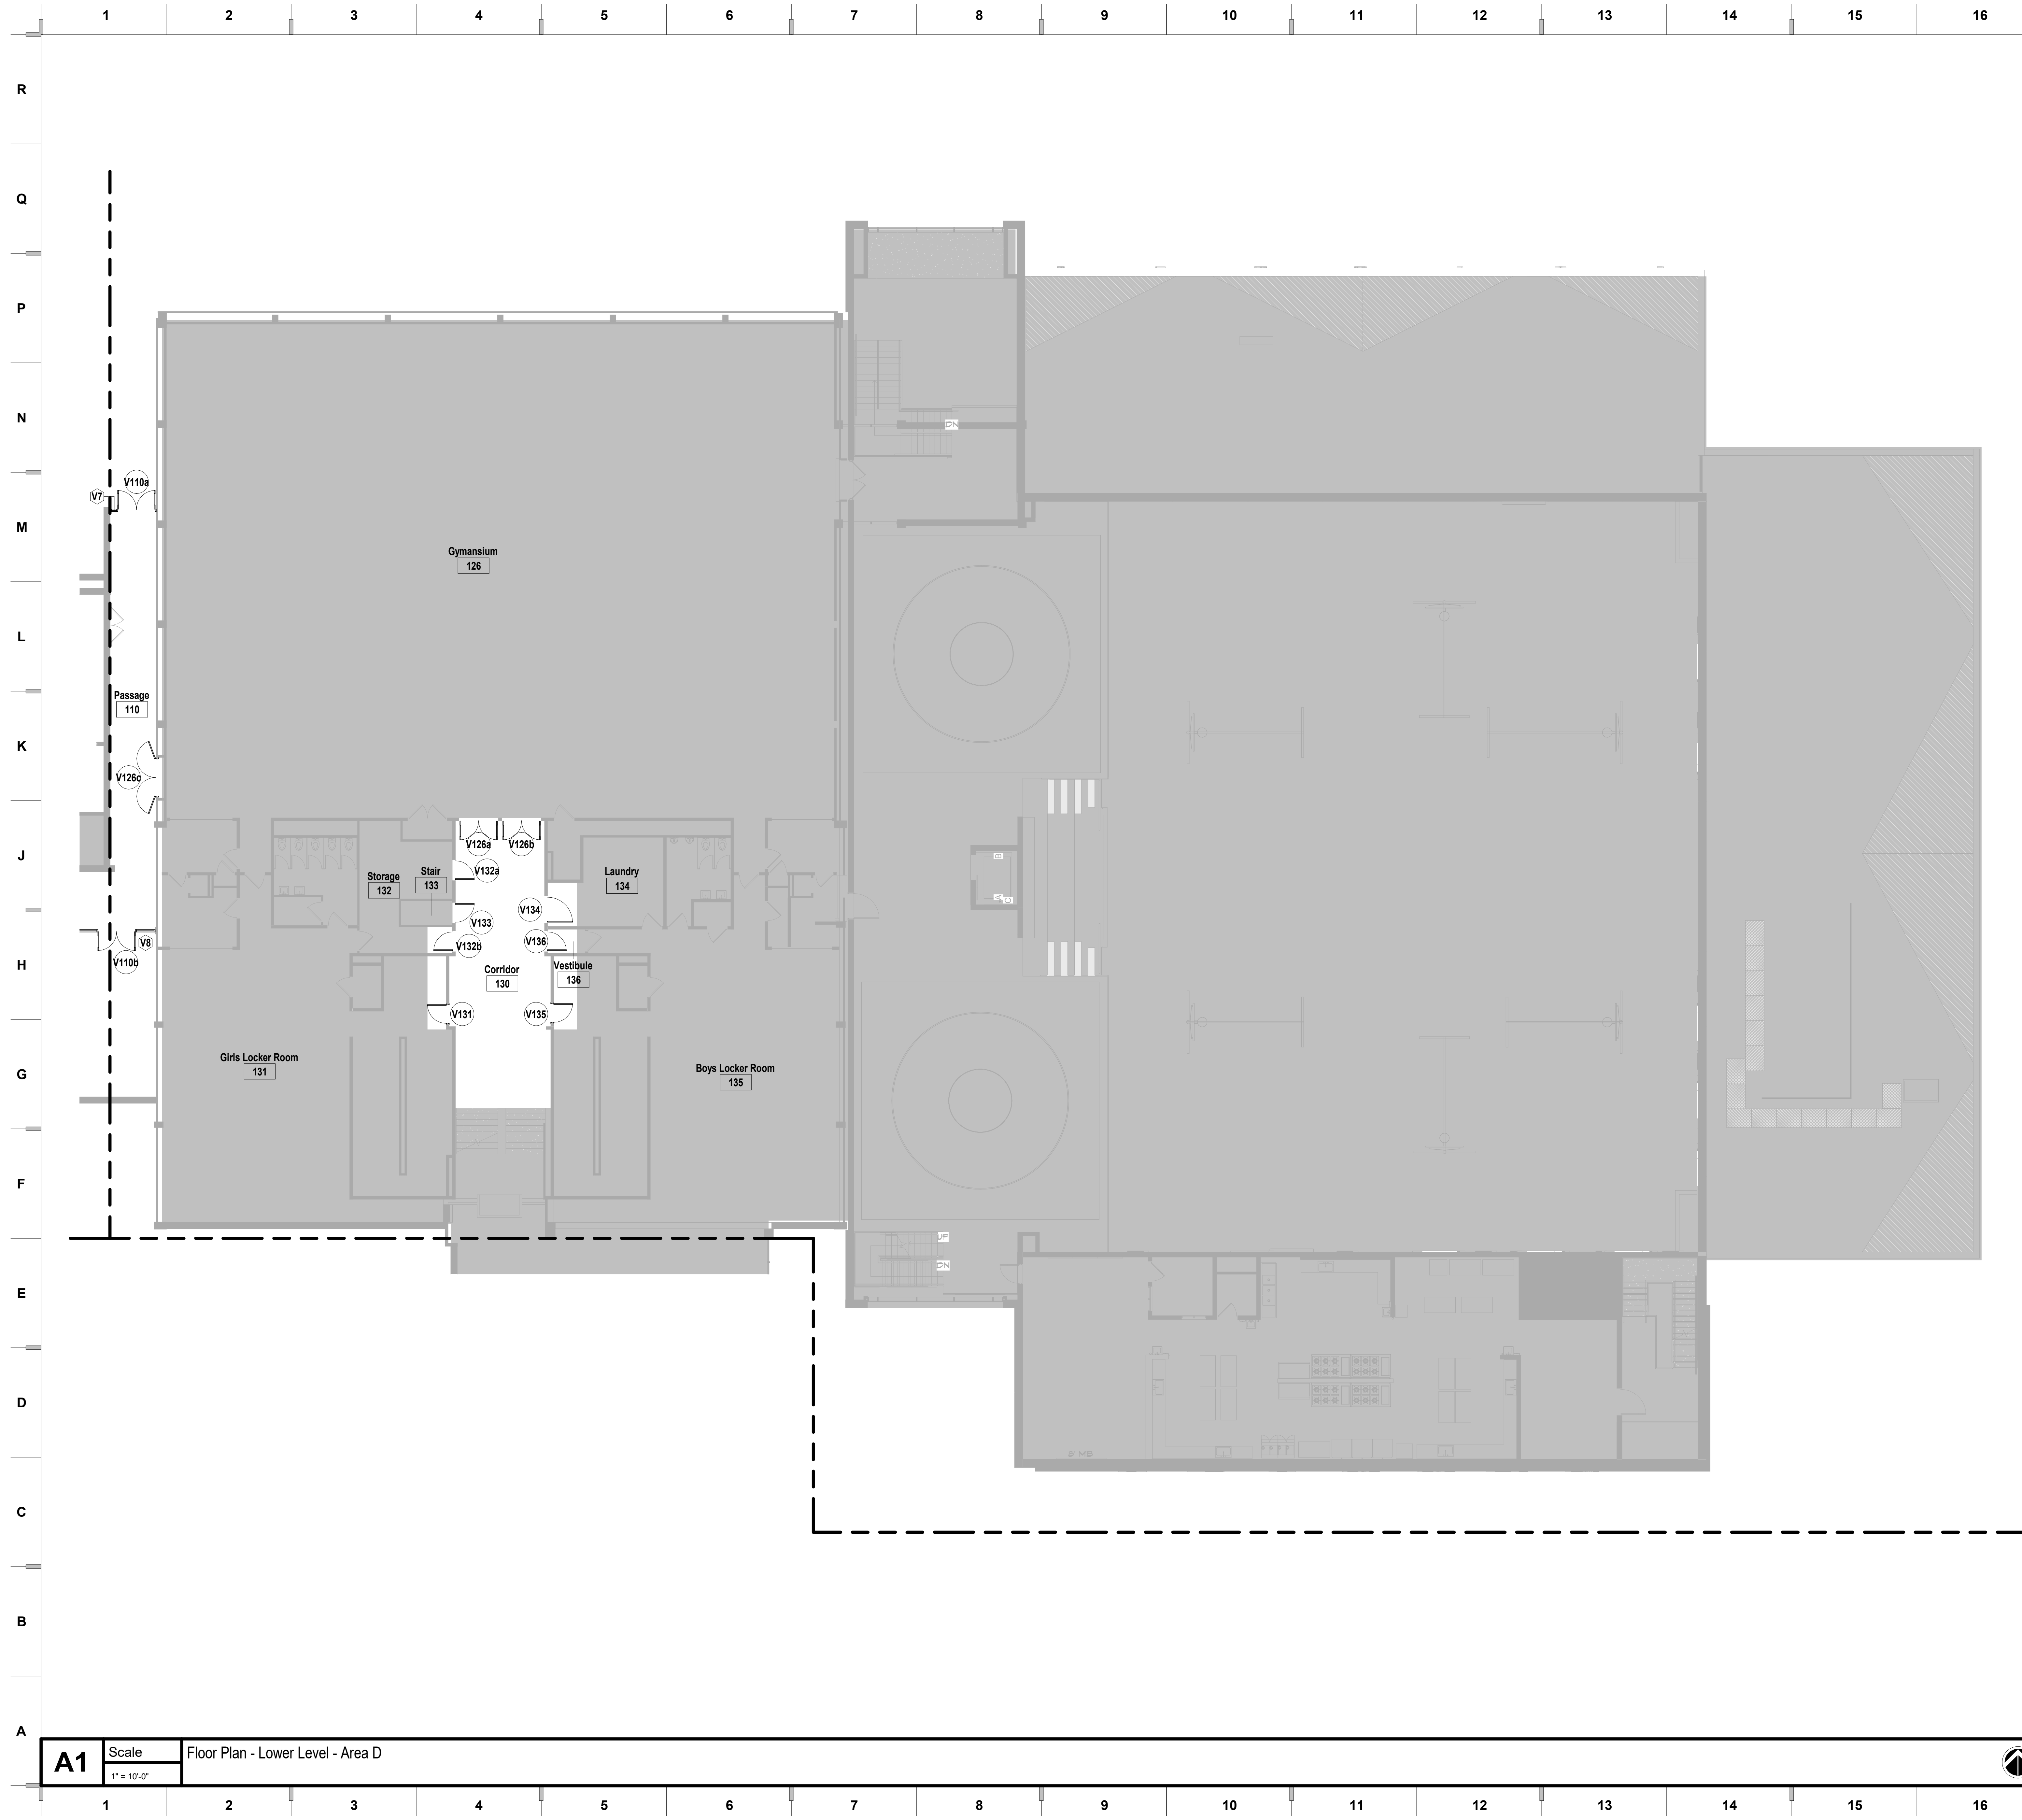 1 2 3 4 5 6 7 8 9 10 11 12 13 14 15 16
R
Q
P
N
DN
V110a
V7
M
Gymansium
126
L
Passage
110
K
V126c
J
V126a V126b
V132a
Storage
132
Stair
133
Laundry
134
V134
V133
V136
V132b
V8
H
V110b
Corridor
130
Vestibule
136
V131
V135
Girls Locker Room
131
G
Boys Locker Room
135
F
UP
DN
E
D
6' MB
C
B
A
A1
Scale
1" = 10'-0"
Floor Plan - Lower Level - Area D
1 2 3 4 5 6 7 8 9 10 11 12 13 14 15 16